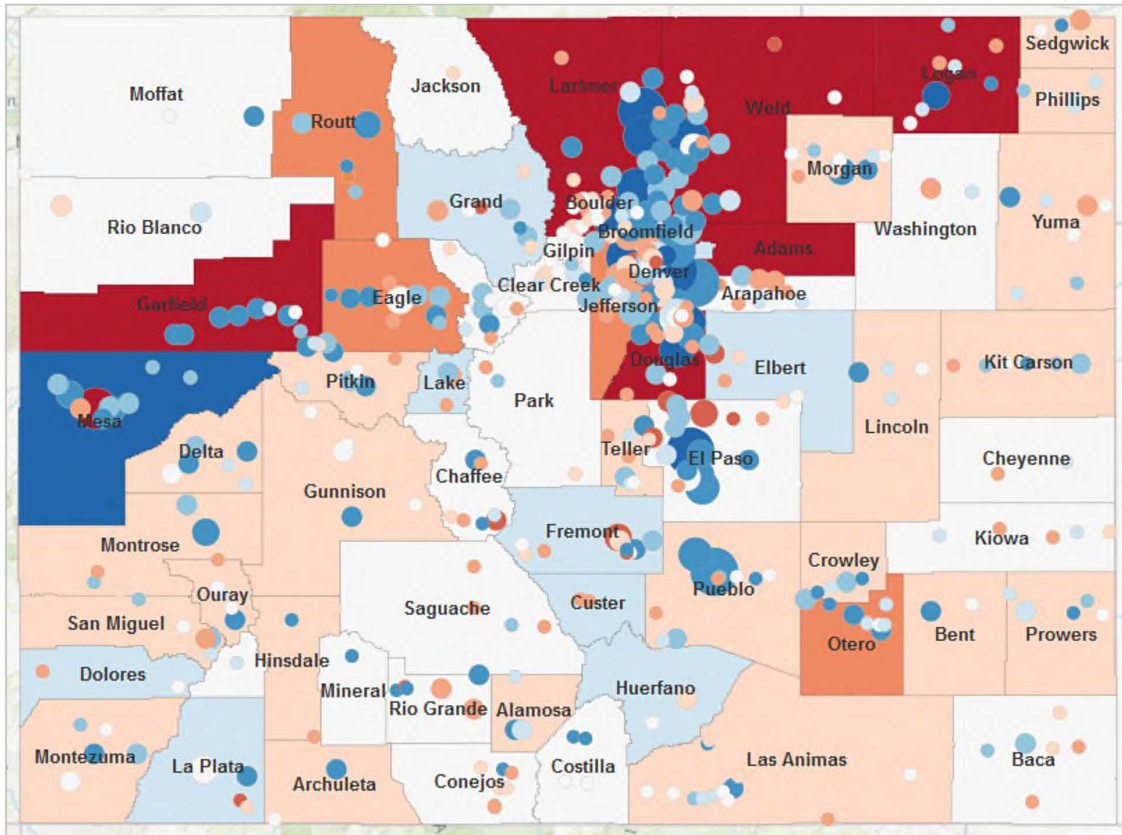 Sedgwick
Logan
Larimer
Jackson
Moffat
Weld
Phillips
Routt
Morgan
Grand
Boulder
Rio Blanco
Washington
Yuma
Broomfield
Gilpin
Adams
Denver
Eagle
Clear Creek
Arapahoe
Garfield
Jefferson
Douglas
Kit Carson
Elbert
Pitkin
Lake
Park
Mesa
Lincoln
Teller
Delta
El Paso
Cheyenne
Chaffee
Gunnison
Fremont
Kiowa
Montrose
Crowley
Pueblo
Ouray
Custer
Saguache
San Miguel
Bent
Prowers
Otero
Hinsdale
Dolores
Huerfano
Mineral
Rio Grande
Alamosa
Montezuma
Las Animas
Baca
La Plata
Costilla
Archuleta
Conejos